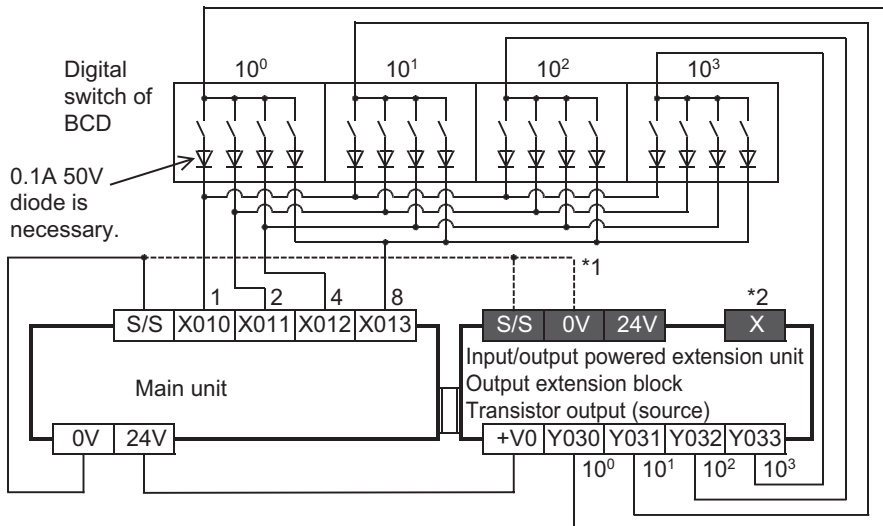 Digital
switch of
BCD
10⁰ 10¹ 10² 10³
0.1A 50V
diode is
necessary.
*1
1 2 4 8 *2
S/S X010 X011 X012 X013 S/S 0V 24V X
Main unit
Input/output powered extension unit
Output extension block
Transistor output (source)
0V 24V +V0 Y030 Y031 Y032 Y033
10⁰ 10¹ 10² 10³